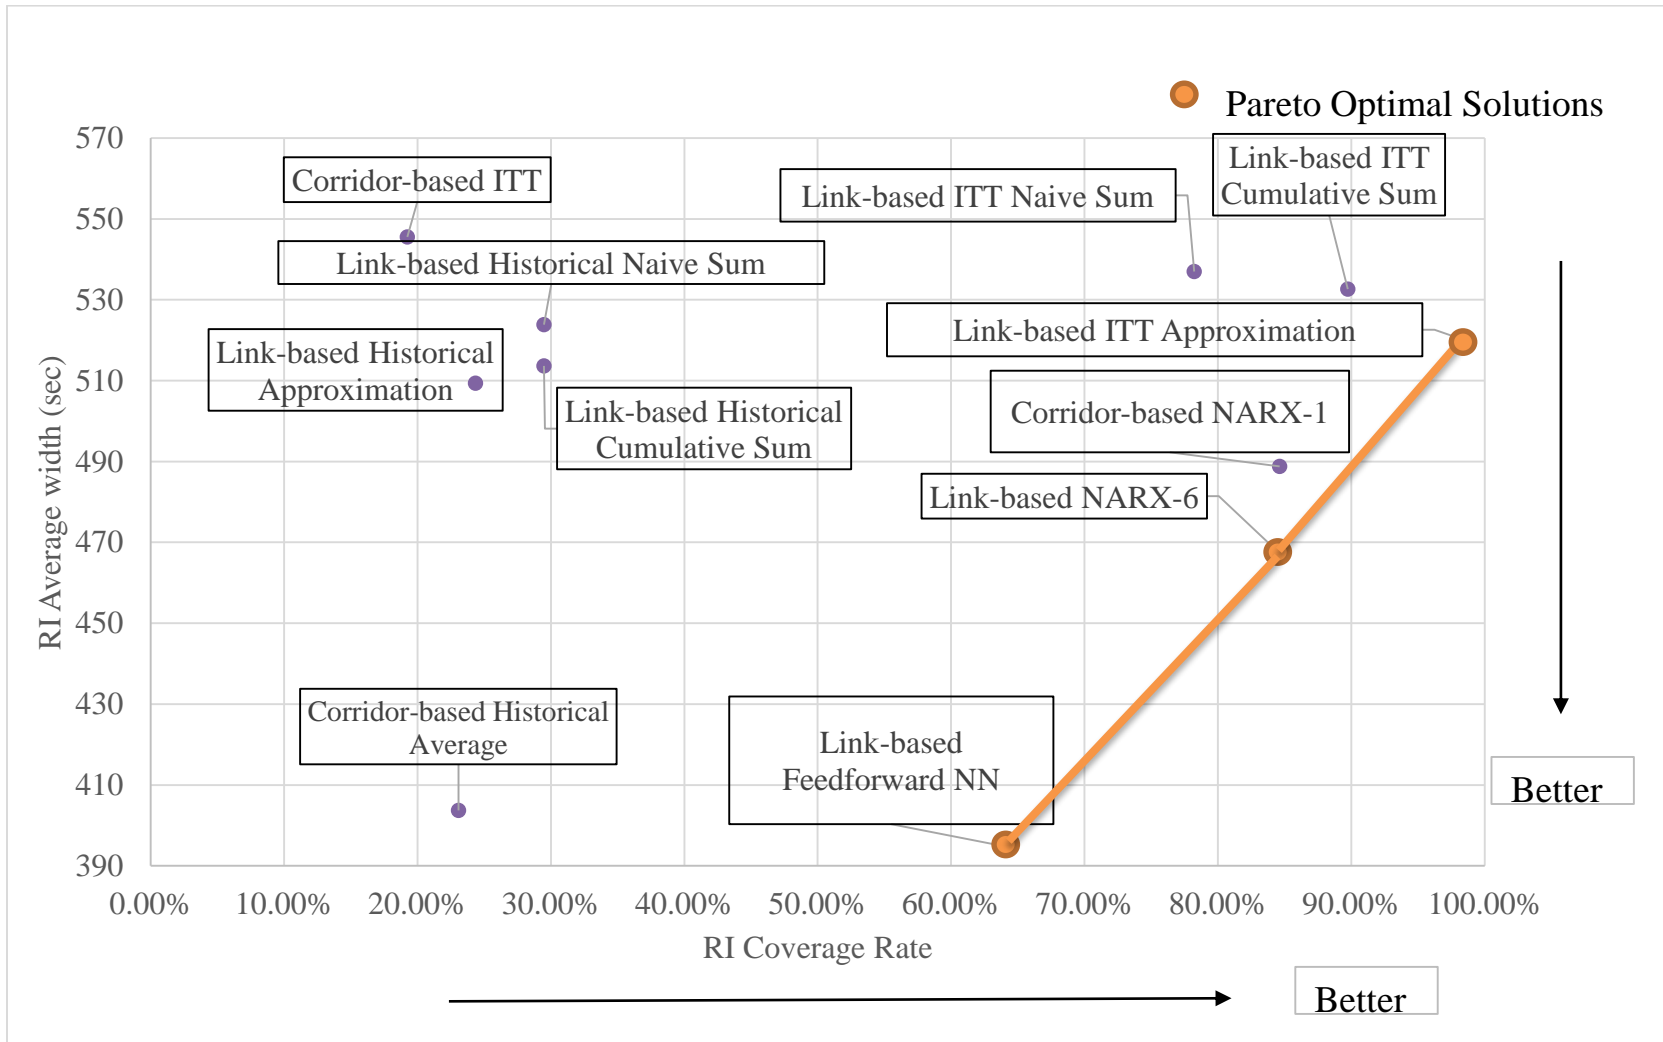 Pareto Optimal Solutions
570
550
530
510
490
470
450
430
410
390
RI Average width (sec)
Corridor-based ITT
Link-based ITT Naive Sum
Link-based ITT
Cumulative Sum
Link-based Historical Naive Sum
Link-based Historical
Approximation
Link-based ITT Approximation
Link-based Historical
Cumulative Sum
Corridor-based NARX-1
Link-based NARX-6
Corridor-based Historical
Average
Link-based
Feedforward NN
Better
0.00% 10.00% 20.00% 30.00% 40.00% 50.00% 60.00% 70.00% 80.00% 90.00% 100.00%
RI Coverage Rate
Better